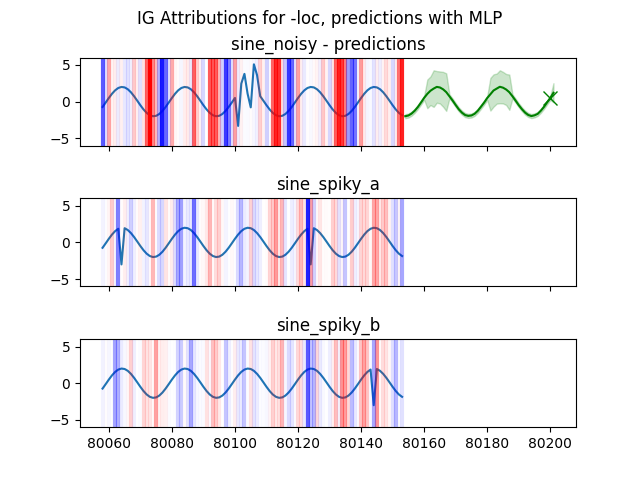 IG Attributions for -loc, predictions with MLP
sine_noisy - predictions
5
0
−5
sine_spiky_a
5
0
−5
sine_spiky_b
5
0
−5
80060 80080 80100 80120 80140 80160 80180 80200